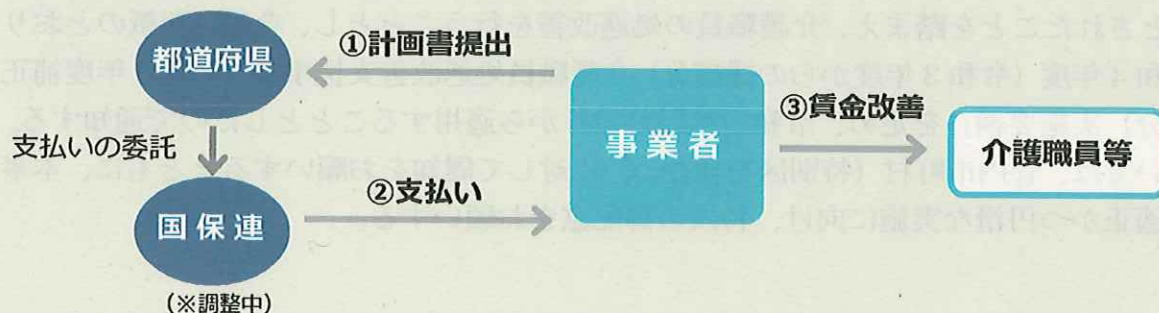 都道府県
①計画書提出
支払いの委託
国保連
(※調整中)
②支払い
事業者
③賃金改善
介護職員等